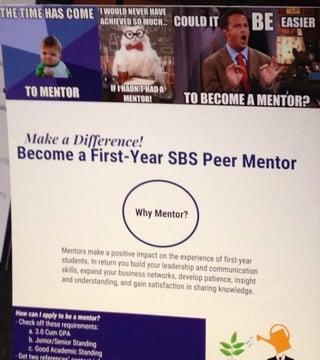 THE TIME HAS COME
TO MENTOR
I WOULD NEVER HAVE
ACHIEVED SO MUCH..
IF I HADN'T HAD A
MENTOR!
COULD IT BE EASIER
TO BECOME A MENTOR?
Make a Difference!
Become a First-Year SBS Peer Mentor
Why Mentor?
Mentors make a positive impact on the experience of first-year
students. In return you build your leadership and communication
skills, expand your business networks, develop patience, insight
and understanding, and gain satisfaction in sharing knowledge.
How can I apply to be a mentor?
- Check off these requirements:
a. 3.0 Cum GPA
b. Junior/Senior Standing
c. Good Academic Standing
- Get two references'